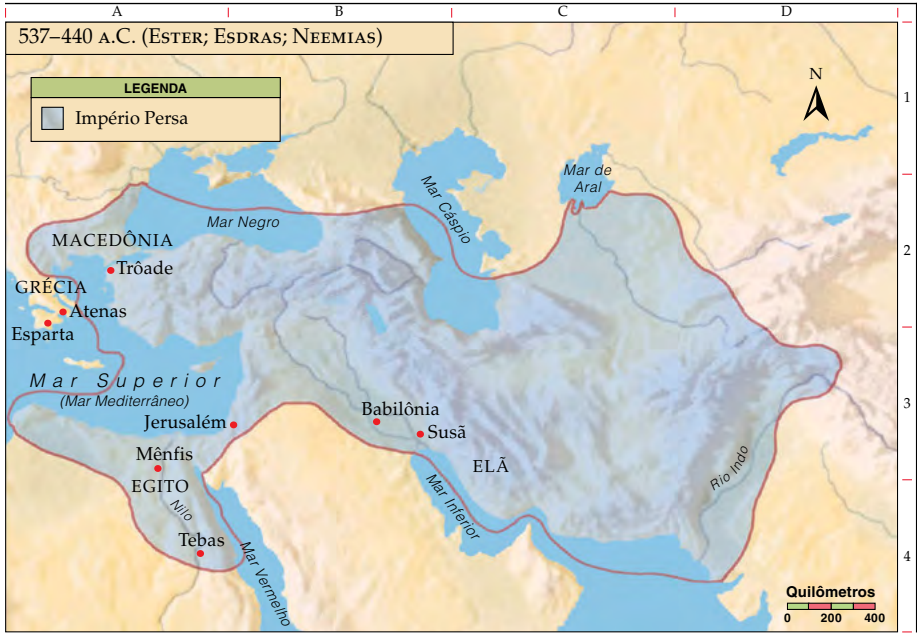 A B C D
537–440 A.C. (ESTER; ESDRAS; NEEMIAS)
LEGENDA
Império Persa
N
1
Mar de
Aral
Mar Cáspio
Mar Negro
2
MACEDÔNIA
Trôade
GRÉCIA
Atenas
Esparta
Mar Superior
(Mar Mediterrâneo)
3
Jerusalém
Babilônia
Susã
Mênfis
ELÃ
EGITO
Rio Indo
Nilo
Mar Inferior
Tebas
Mar Vermelho
4
Quilômetros
0 200 400